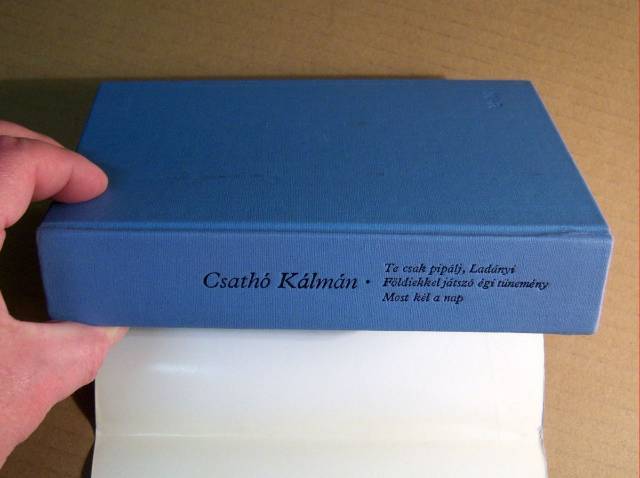 Csathó Kálmán ·
Te csak pipálj, Ladányi
Földiekkel játszó égi tünemény
Most kél a nap